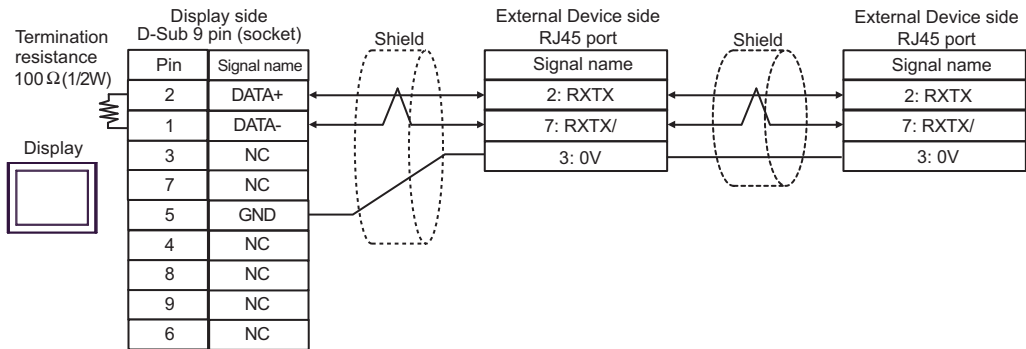 Termination
resistance
100Ω(1/2W)
Display
Display side
D-Sub 9 pin (socket)
Pin Signal name
2 DATA+
1 DATA-
3 NC
7 NC
5 GND
4 NC
8 NC
9 NC
6 NC
Shield
External Device side
RJ45 port
Signal name
2: RXTX
7: RXTX/
3: 0V
Shield
External Device side
RJ45 port
Signal name
2: RXTX
7: RXTX/
3: 0V